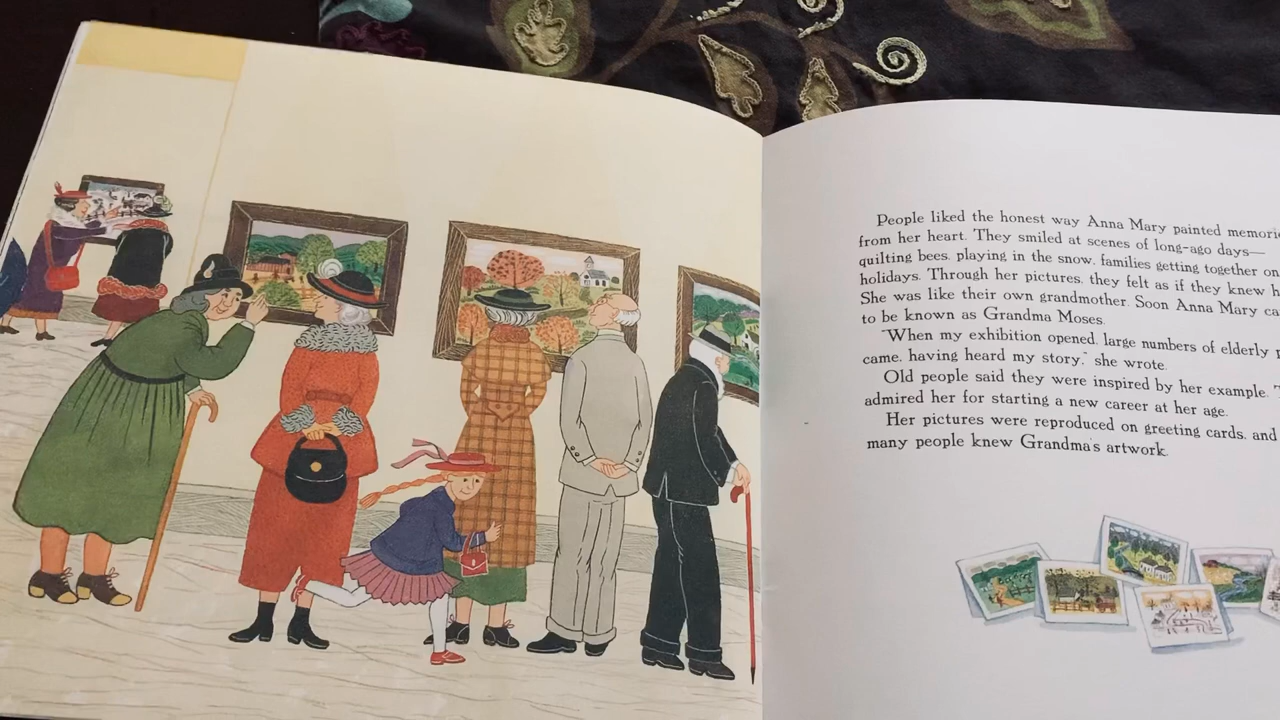 People liked the honest way Anna Mary painted
from her heart. They smiled at scenes of long-ago days—
quilting bees, playing in the snow, families getting together on
holidays. Through her pictures, they felt as if they knew
She was like their own grandmother. Soon Anna Mary
to be known as Grandma Moses.
"When my exhibition opened, large numbers of elderly
came, having heard my story," she wrote.
Old people said they were inspired by her example.
admired her for starting a new career at her age.
Her pictures were reproduced on greeting cards, and
many people knew Grandma's artwork.